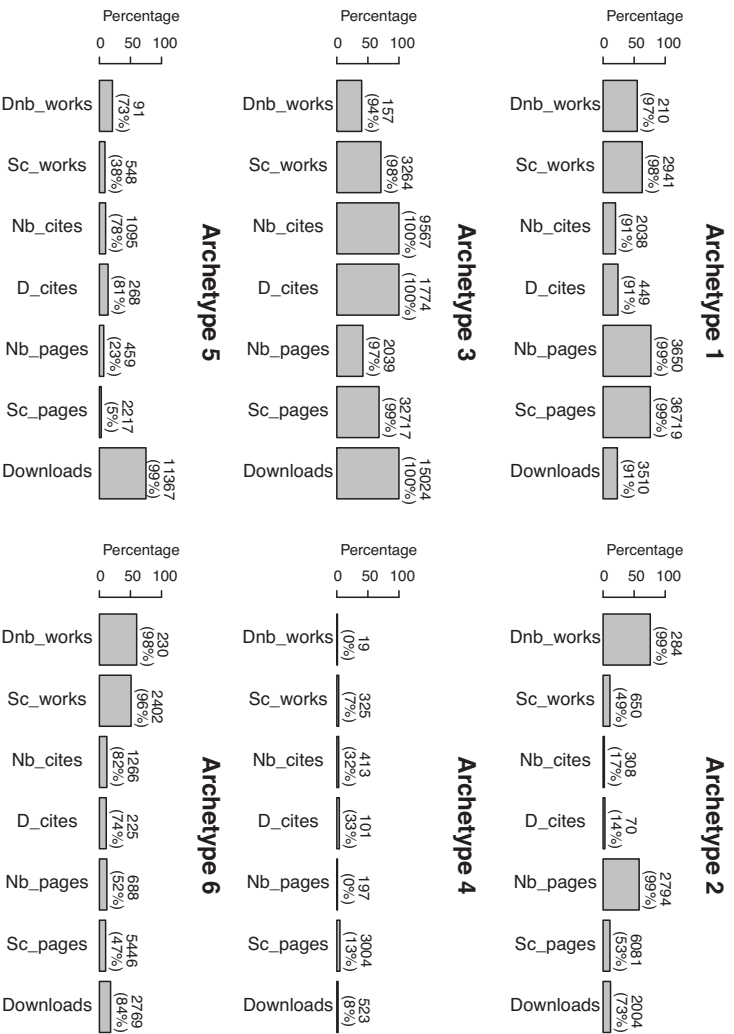 Archetype 1
Percentage
0 50 100
210
(97%)
2941
(98%)
2038
(91%)
449
(91%)
3650
(99%)
36719
(99%)
3510
(91%)
Dnb_works
Sc_works
Nb_cites
D_cites
Nb_pages
Sc_pages
Downloads
Archetype 2
Percentage
0 50 100
284
(99%)
650
(49%)
308
(17%)
70
(14%)
2794
(99%)
6081
(53%)
2004
(73%)
Dnb_works
Sc_works
Nb_cites
D_cites
Nb_pages
Sc_pages
Downloads
Archetype 3
Percentage
0 50 100
157
(94%)
3264
(98%)
9567
(100%)
1774
(100%)
2039
(97%)
32717
(99%)
15024
(100%)
Dnb_works
Sc_works
Nb_cites
D_cites
Nb_pages
Sc_pages
Downloads
Archetype 4
Percentage
0 50 100
19
(0%)
325
(7%)
413
(32%)
101
(33%)
197
(0%)
3004
(13%)
523
(8%)
Dnb_works
Sc_works
Nb_cites
D_cites
Nb_pages
Sc_pages
Downloads
Archetype 5
Percentage
0 50 100
91
(73%)
548
(38%)
1095
(78%)
268
(81%)
459
(23%)
2217
(5%)
11367
(99%)
Dnb_works
Sc_works
Nb_cites
D_cites
Nb_pages
Sc_pages
Downloads
Archetype 6
Percentage
0 50 100
230
(98%)
2402
(96%)
1266
(82%)
225
(74%)
688
(52%)
5446
(47%)
2769
(84%)
Dnb_works
Sc_works
Nb_cites
D_cites
Nb_pages
Sc_pages
Downloads